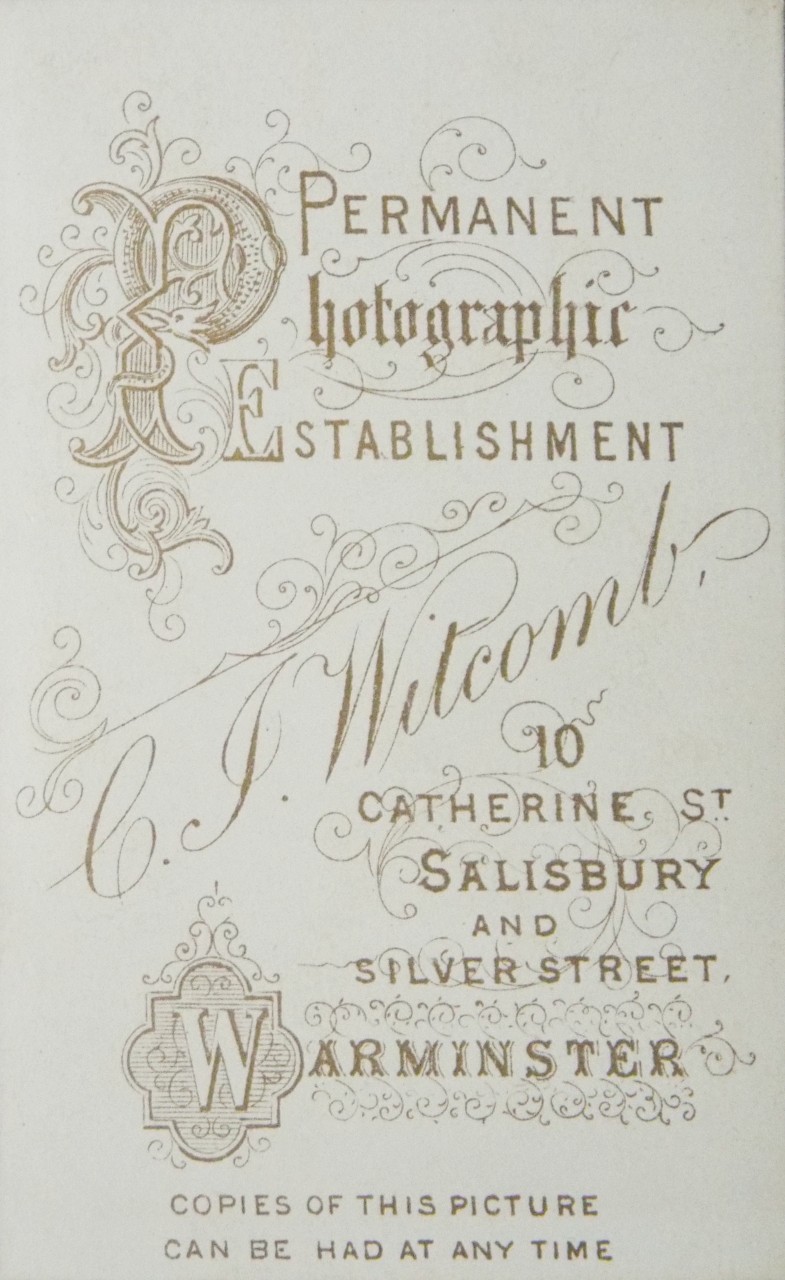 PERMANENT
Photographic
ESTABLISHMENT
C. J. Witcomb,
10
CATHERINE ST
SALISBURY
AND
SILVER STREET,
WARMINSTER
COPIES OF THIS PICTURE
CAN BE HAD AT ANY TIME